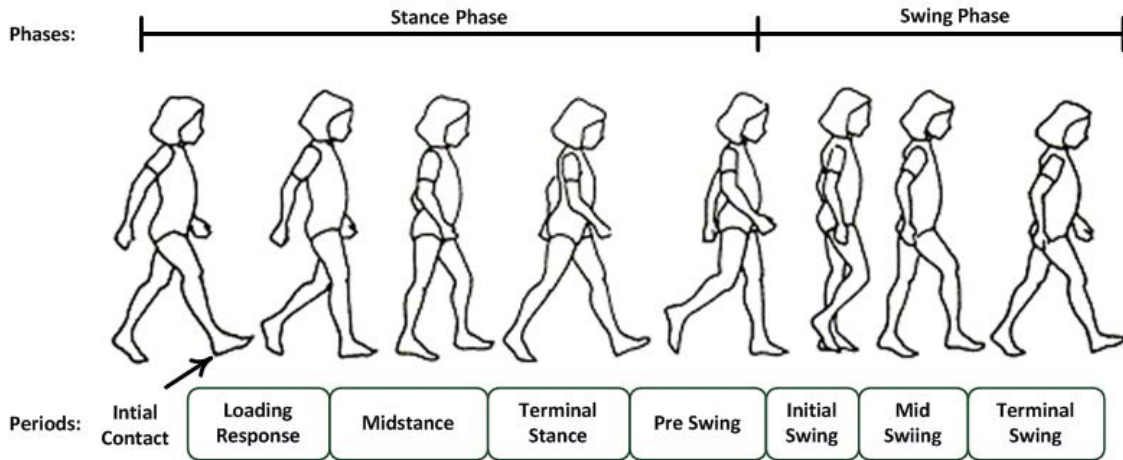 Stance Phase
Swing Phase
Phases:
Periods:
Intial
Contact
Loading
Response
Midstance
Terminal
Stance
Pre Swing
Initial
Swing
Mid
Swiing
Terminal
Swing